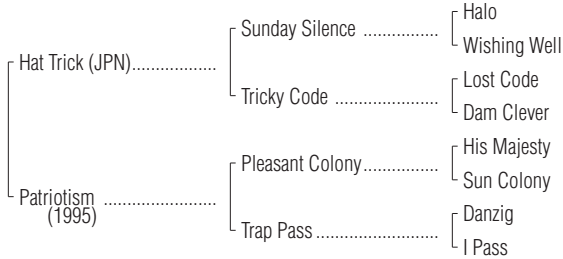 Halo
Sunday Silence ................
Wishing Well
Hat Trick (JPN)..................
Lost Code
Tricky Code ......................
Dam Clever
His Majesty
Pleasant Colony................
Sun Colony
Patriotism ........................
(1995)
Danzig
Trap Pass..........................
I Pass